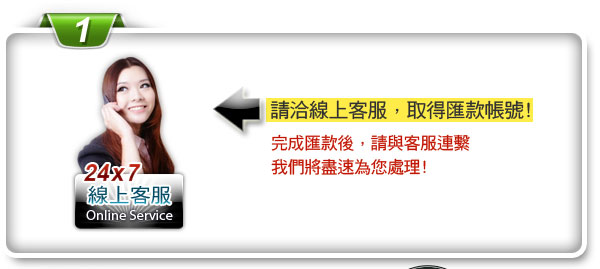 1
請洽線上客服，取得匯款帳號!
完成匯款後，請與客服連繫
我們將盡速為您處理!
24x7
線上客服
Online Service